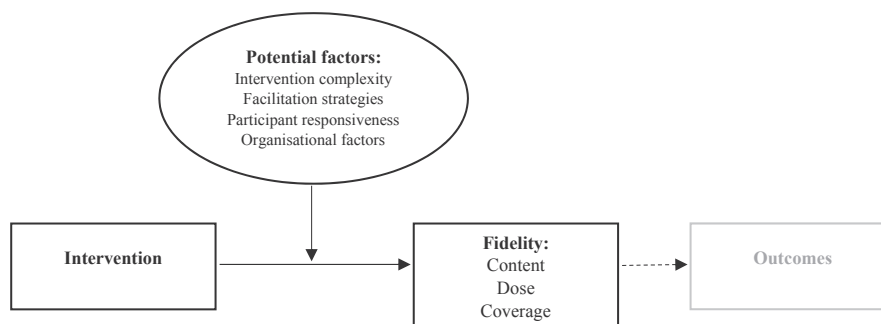 Potential factors:
Intervention complexity
Facilitation strategies
Participant responsiveness
Organisational factors
Intervention
Fidelity:
Content
Dose
Coverage
Outcomes